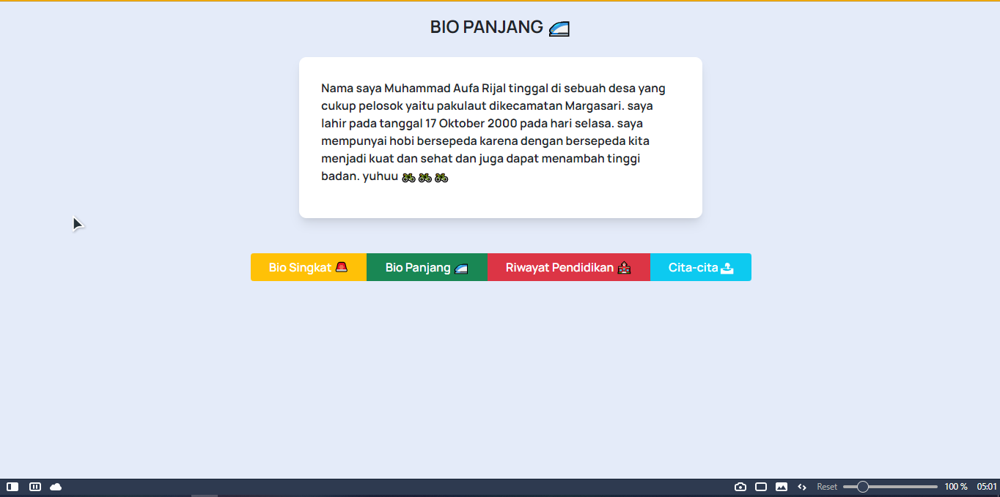 BIO PANJANG 🚄
Nama saya Muhammad Aufa Rijal tinggal di sebuah desa yang
cukup pelosok yaitu pakulaut dikecamatan Margasari. saya
lahir pada tanggal 17 Oktober 2000 pada hari selasa. saya
mempunyai hobi bersepeda karena dengan bersepeda kita
menjadi kuat dan sehat dan juga dapat menambah tinggi
badan. yuhuu
Bio Singkat
Bio Panjang
Riwayat Pendidikan
Cita-cita
Reset
100 %
05:01